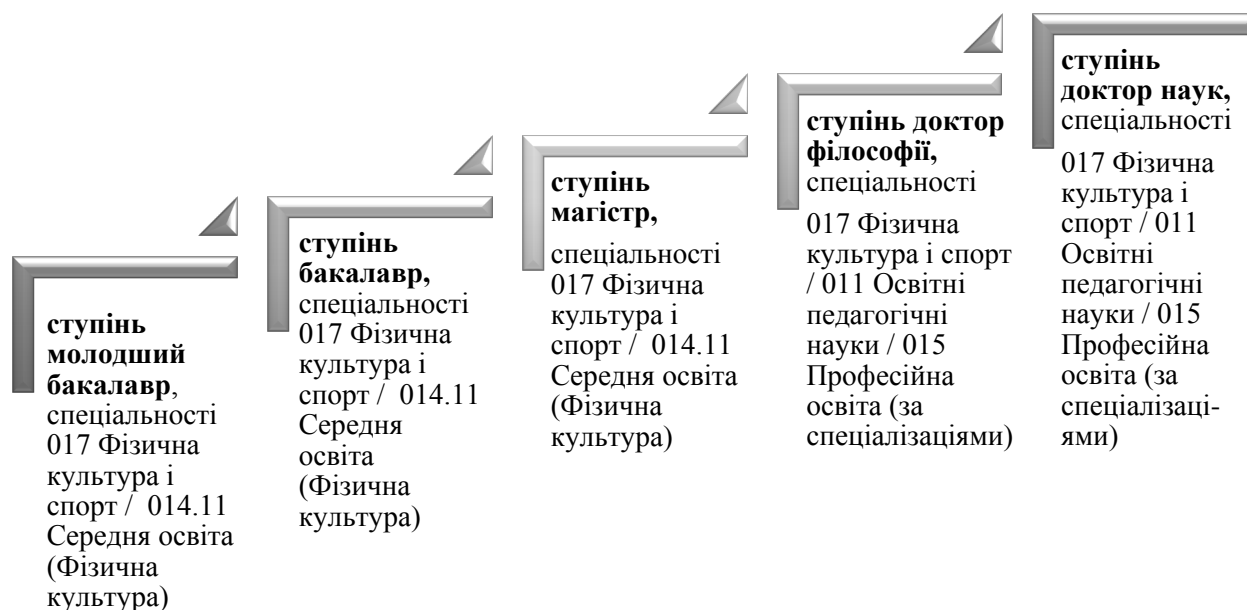 ступінь
молодший
бакалавр,
спеціальності
017 Фізична
культура і
спорт / 014.11
Середня освіта
(Фізична
культура)
ступінь
бакалавр,
спеціальності
017 Фізична
культура і
спорт / 014.11
Середня
освіта
(Фізична
культура)
ступінь
магістр,
спеціальності
017 Фізична
культура і
спорт / 014.11
Середня освіта
(Фізична
культура)
ступінь доктор
філософії,
спеціальності
017 Фізична
культура і спорт
/ 011 Освітні
педагогічні
науки / 015
Професійна
освіта (за
спеціалізаціями)
ступінь
доктор наук,
спеціальності
017 Фізична
культура і
спорт / 011
Освітні
педагогічні
науки / 015
Професійна
освіта (за
спеціалізаці-
ями)